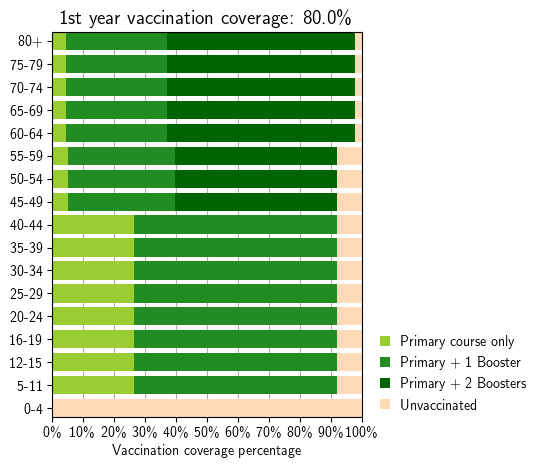 1st year vaccination coverage: 80.0%
80+
75-79
70-74
65-69
60-64
55-59
50-54
45-49
40-44
35-39
30-34
25-29
20-24
16-19
12-15
5-11
0-4
0% 10% 20% 30% 40% 50% 60% 70% 80% 90% 100%
Vaccination coverage percentage
Primary course only
Primary + 1 Booster
Primary + 2 Boosters
Unvaccinated